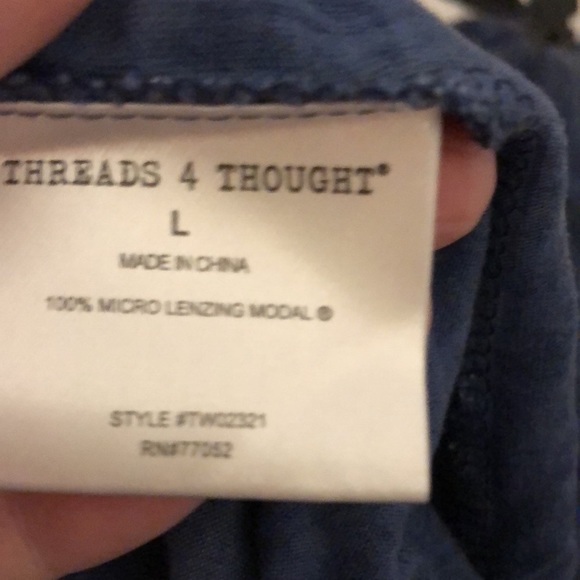 THREADS 4 THOUGHT®
L
MADE IN CHINA
100% MICRO LENZING MODAL ®
STYLE #TW02321
RN#77052